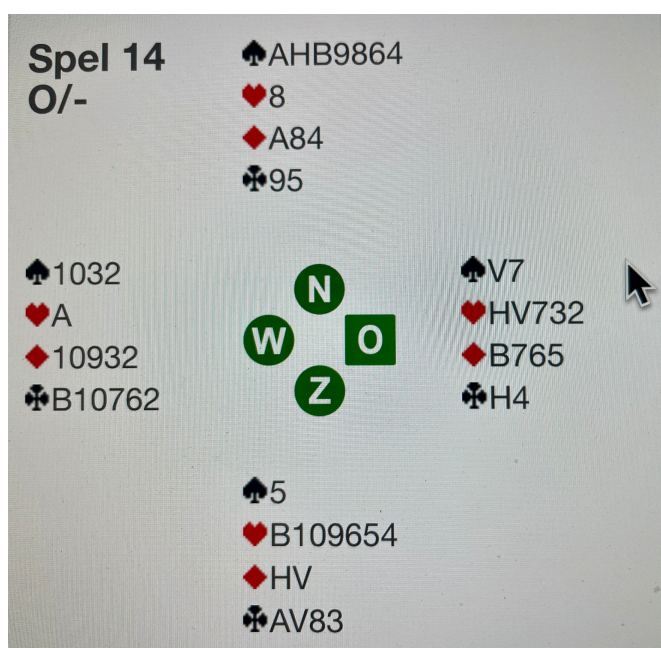 Spel 14
O/-
♠AHB9864
♥8
♦A84
♣95
♠1032
♥A
♦10932
♣B10762
N
W O
Z
♠V7
♥HV732
♦B765
♣H4
♠5
♥B109654
♦HV
♣AV83